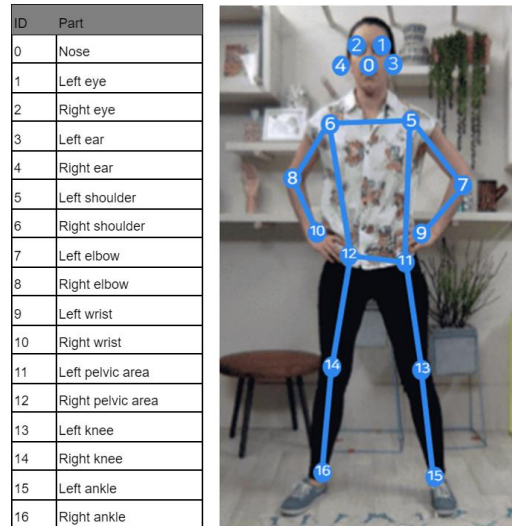 ID Part
0 Nose
1 Left eye
2 Right eye
3 Left ear
4 Right ear
5 Left shoulder
6 Right shoulder
7 Left elbow
8 Right elbow
9 Left wrist
10 Right wrist
11 Left pelvic area
12 Right pelvic area
13 Left knee
14 Right knee
15 Left ankle
16 Right ankle
2 1
4 0 3
6 5
8 7
10 9
12 11
14 13
16 15